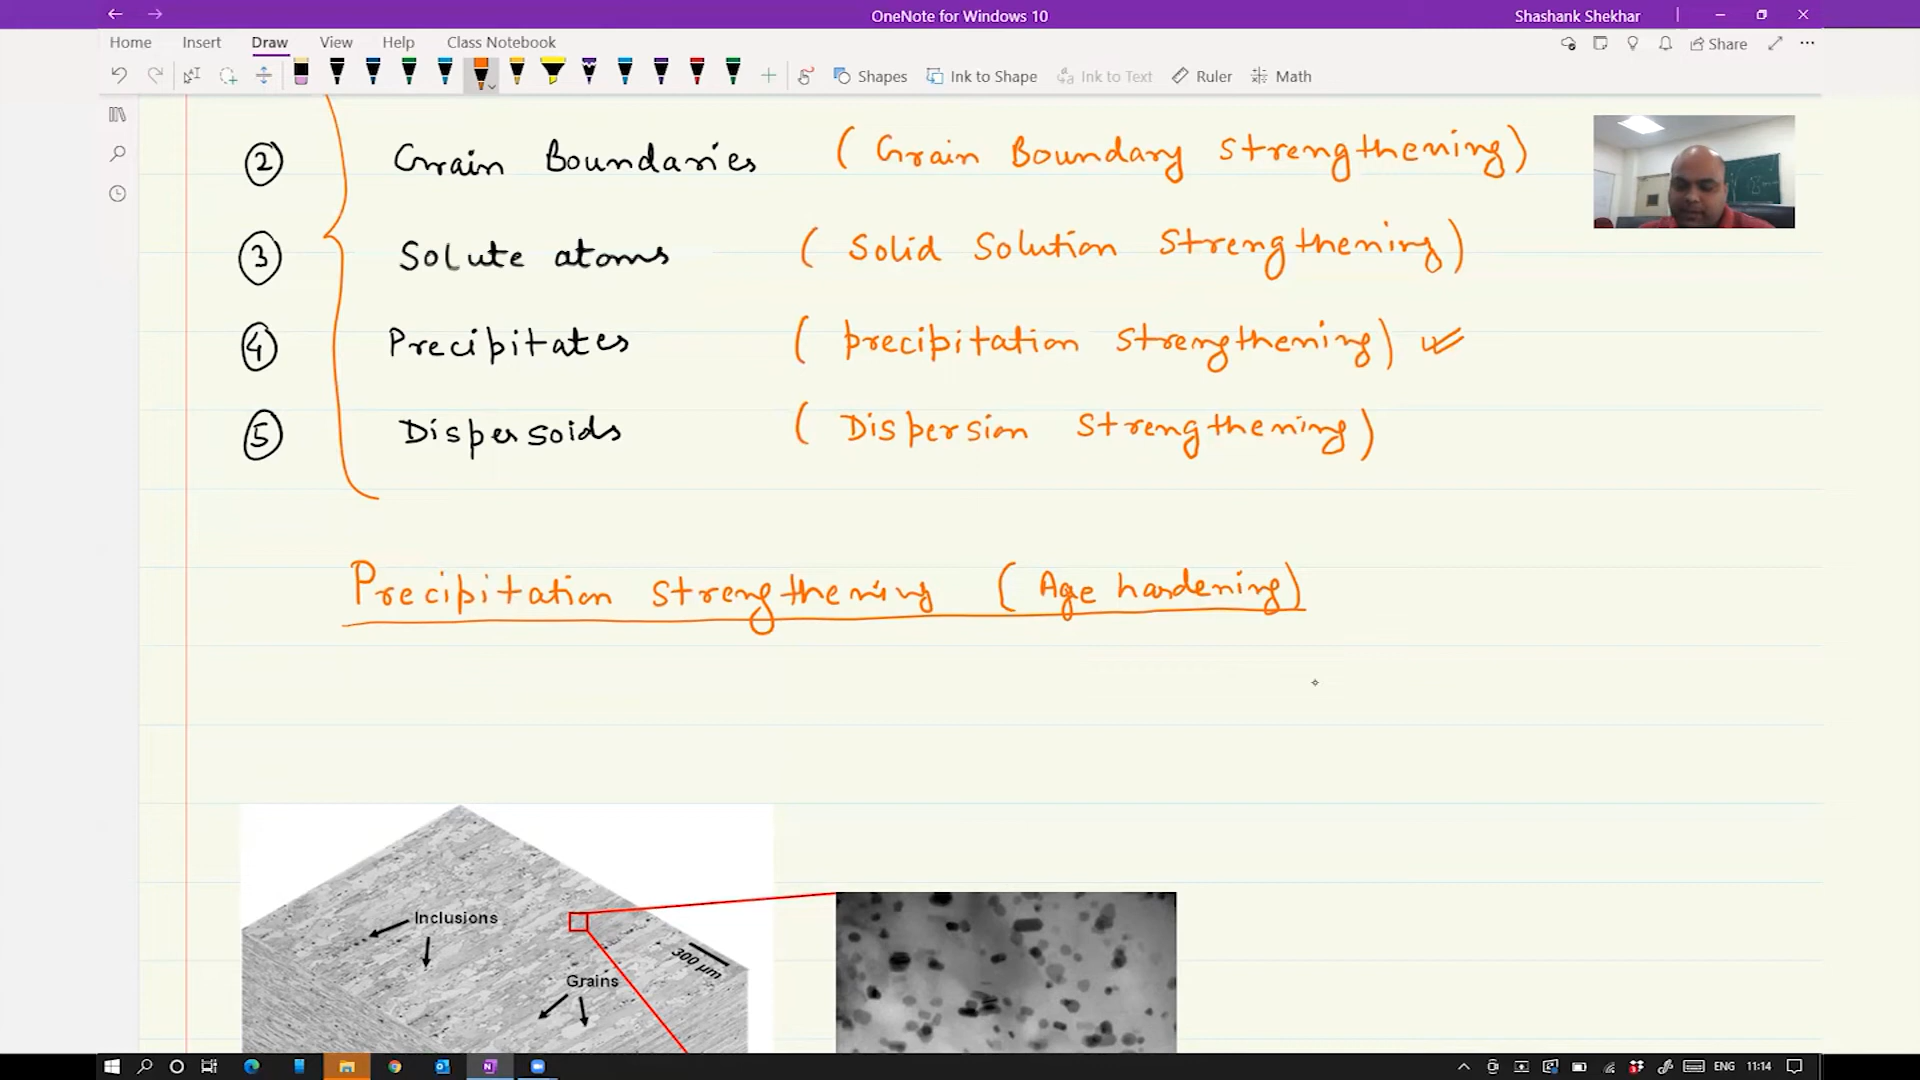 OneNote for Windows 10
Shashank Shekhar
Home Insert Draw View Help Class Notebook
Share
Shapes Ink to Shape Ink to Text Ruler Math
2 Grain Boundaries (Grain Boundary Strengthening)
3 Solute atoms (Solid Solution Strengthening)
4 Precipitates (precipitation Strengthening)
5 Dispersoids (Dispersion Strengthening)
Precipitation Strengthening (Age hardening)
Inclusions
300 μm
Grains
ENG 11:14